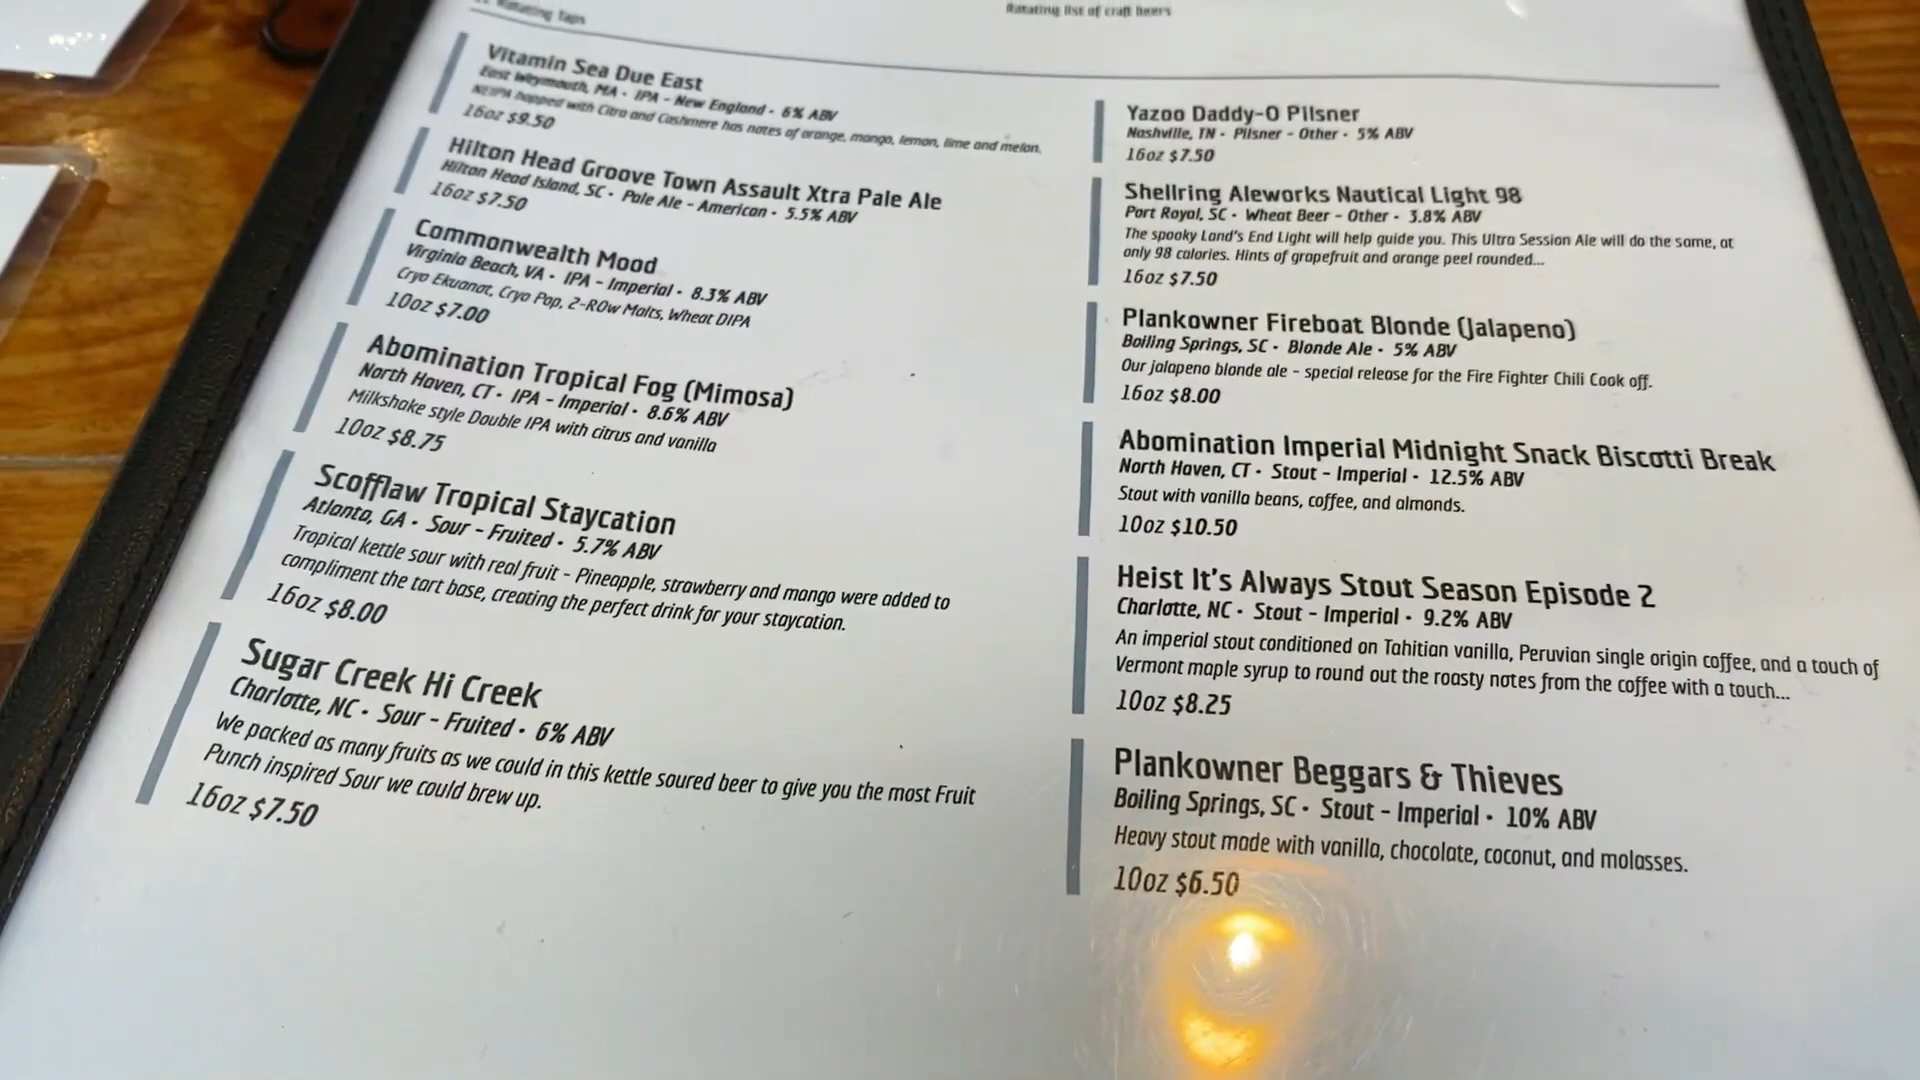 Rotating Taps
Rotating list of craft beers
Vitamin Sea Due East
East Weymouth, MA • IPA - New England • 6% ABV
NEIPA hopped with Citra and Cashmere has notes of orange, mango, lemon, lime and melon.
16oz $9.50
Hilton Head Groove Town Assault Xtra Pale Ale
Hilton Head Island, SC • Pale Ale - American • 5.5% ABV
16oz $7.50
Commonwealth Mood
Virginia Beach, VA • IPA - Imperial • 8.3% ABV
Cryo Ekuanot, Cryo Pop, 2-ROw Malts, Wheat DIPA
10oz $7.00
Abomination Tropical Fog (Mimosa)
North Haven, CT • IPA - Imperial • 8.6% ABV
Milkshake style Double IPA with citrus and vanilla
10oz $8.75
Scofflaw Tropical Staycation
Atlanta, GA • Sour - Fruited • 5.7% ABV
Tropical kettle sour with real fruit - Pineapple, strawberry and mango were added to
compliment the tart base, creating the perfect drink for your staycation.
16oz $8.00
Sugar Creek Hi Creek
Charlotte, NC • Sour - Fruited • 6% ABV
We packed as many fruits as we could in this kettle soured beer to give you the most Fruit
Punch inspired Sour we could brew up.
16oz $7.50
Yazoo Daddy-O Pilsner
Nashville, TN • Pilsner - Other • 5% ABV
16oz $7.50
Shellring Aleworks Nautical Light 98
Port Royal, SC • Wheat Beer - Other • 3.8% ABV
The spooky Land's End Light will help guide you. This Ultra Session Ale will do the same, at
only 98 calories. Hints of grapefruit and orange peel rounded...
16oz $7.50
Plankowner Fireboat Blonde (Jalapeno)
Boiling Springs, SC • Blonde Ale • 5% ABV
Our jalapeno blonde ale - special release for the Fire Fighter Chili Cook off.
16oz $8.00
Abomination Imperial Midnight Snack Biscotti Break
North Haven, CT • Stout - Imperial • 12.5% ABV
Stout with vanilla beans, coffee, and almonds.
10oz $10.50
Heist It's Always Stout Season Episode 2
Charlotte, NC • Stout - Imperial • 9.2% ABV
An imperial stout conditioned on Tahitian vanilla, Peruvian single origin coffee, and a touch of
Vermont maple syrup to round out the roasty notes from the coffee with a touch...
10oz $8.25
Plankowner Beggars & Thieves
Boiling Springs, SC • Stout - Imperial • 10% ABV
Heavy stout made with vanilla, chocolate, coconut, and molasses.
10oz $6.50